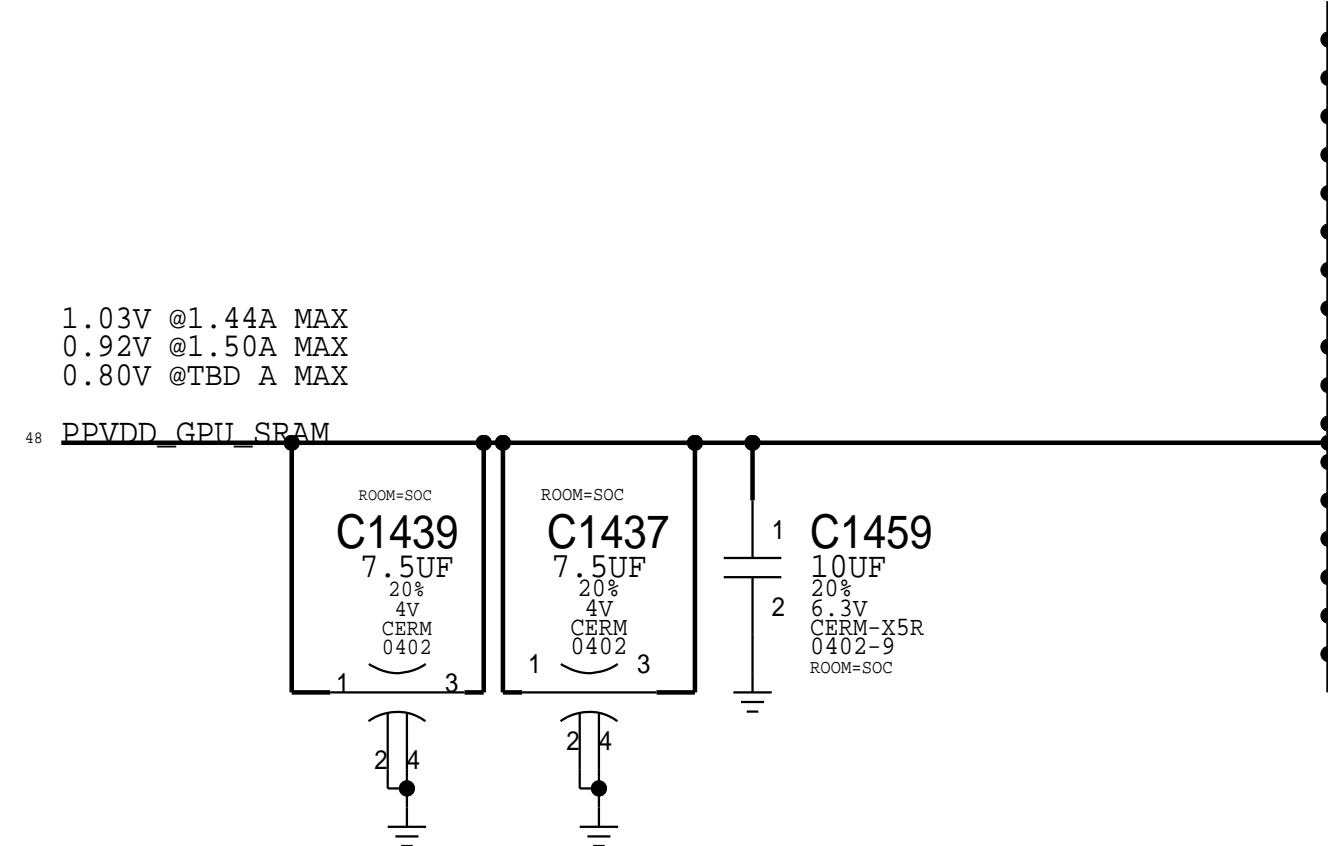 1.03V @1.44A MAX
0.92V @1.50A MAX
0.80V @TBD A MAX
48 PPVDD_GPU_SRAM
ROOM=SOC
C1439
7.5UF
20%
4V
CERM
0402
1 3
2 4
ROOM=SOC
C1437
7.5UF
20%
4V
CERM
0402
1 3
2 4
1
2
C1459
10UF
20%
6.3V
CERM-X5R
0402-9
ROOM=SOC